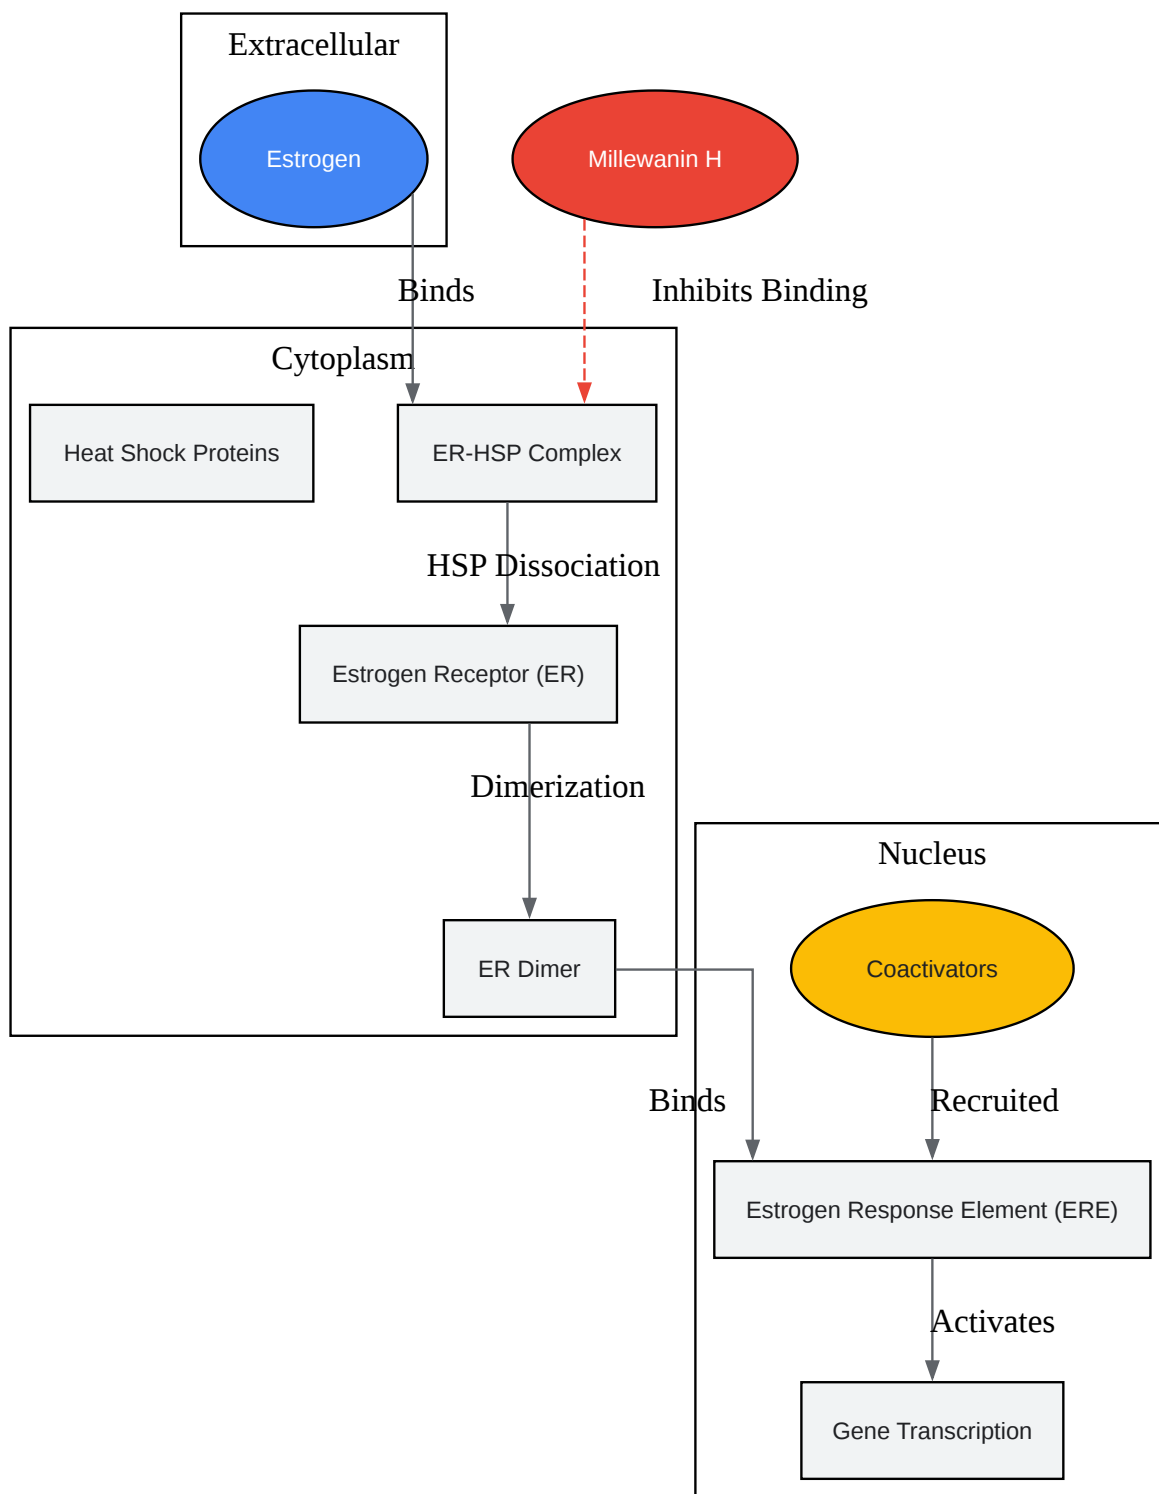 Extracellular
Estrogen
Millewanin H
Binds
Inhibits Binding
Cytoplasm
Heat Shock Proteins
ER-HSP Complex
HSP Dissociation
Estrogen Receptor (ER)
Dimerization
Nucleus
ER Dimer
Coactivators
Binds
Recruited
Estrogen Response Element (ERE)
Activates
Gene Transcription